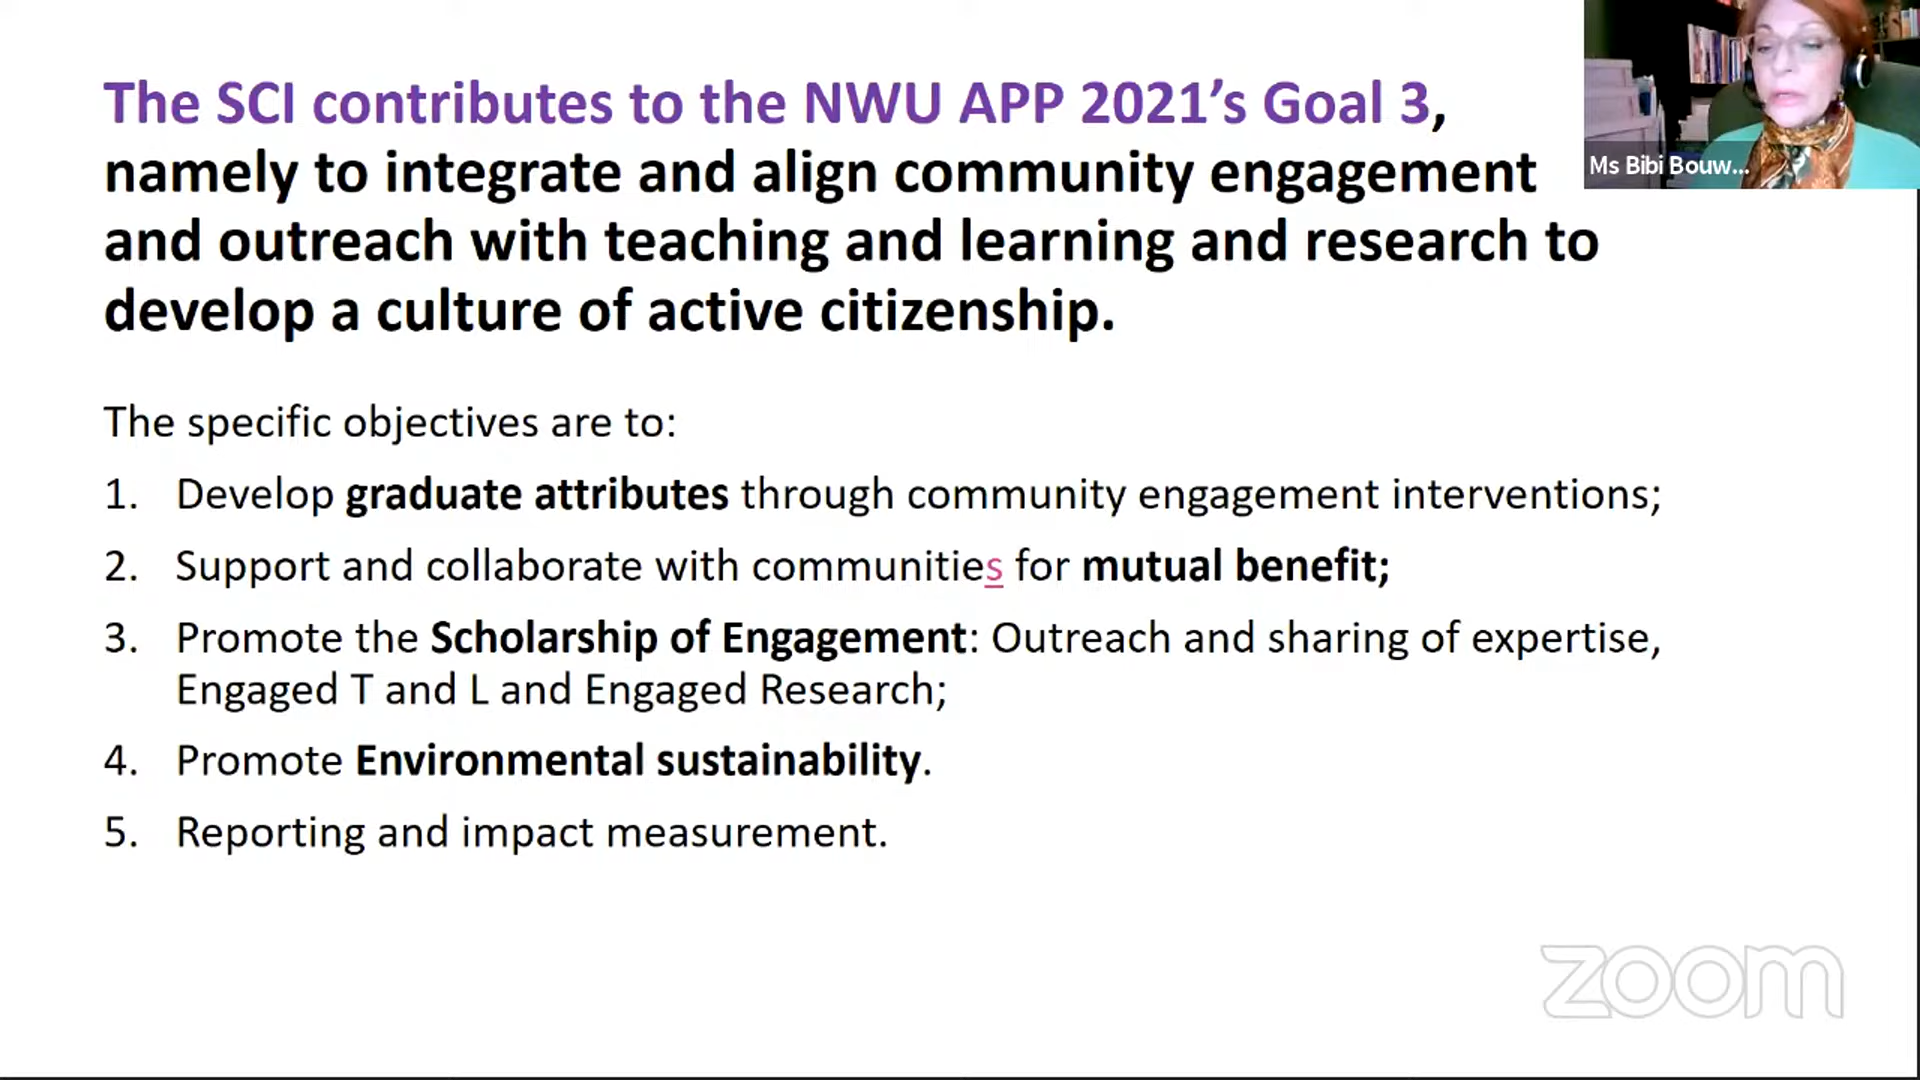 The SCI contributes to the NWU APP 2021’s Goal 3,
namely to integrate and align community engagement
and outreach with teaching and learning and research to
develop a culture of active citizenship.
Ms Bibi Bouw...
The specific objectives are to:
1. Develop graduate attributes through community engagement interventions;
2. Support and collaborate with communities for mutual benefit;
3. Promote the Scholarship of Engagement: Outreach and sharing of expertise,
Engaged T and L and Engaged Research;
4. Promote Environmental sustainability.
5. Reporting and impact measurement.
zoom